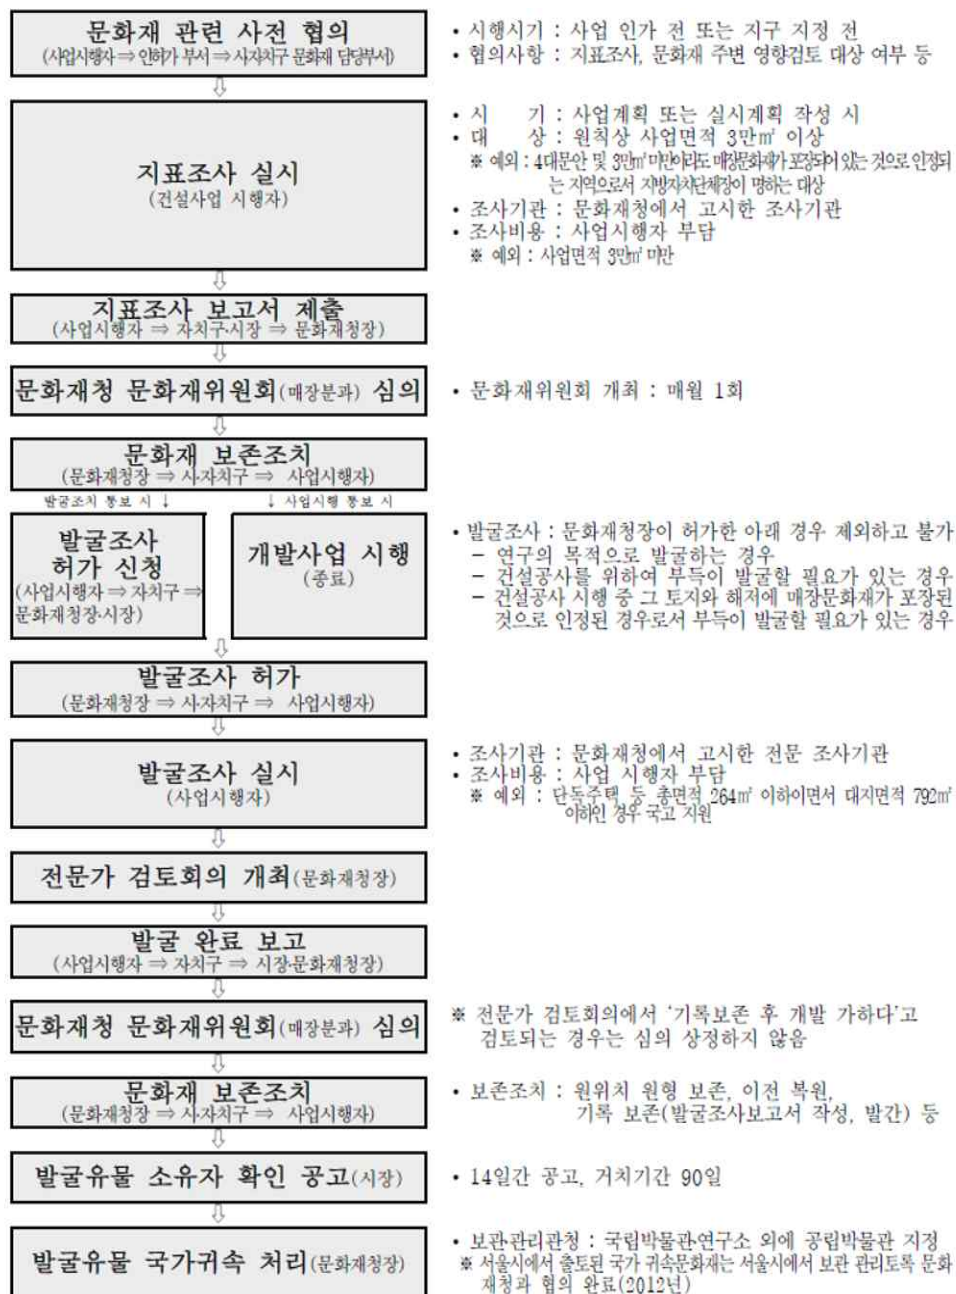 문화재 관련 사전 협의
(사업시행자 ⇒ 인허가 부서 ⇒ 시·자치구 문화재 담당부서)
• 시행시기 : 사업 인가 전 또는 지구 지정 전
• 협의사항 : 지표조사, 문화재 주변 영향검토 대상 여부 등
지표조사 실시
(건설사업 시행자)
• 시 기 : 사업계획 또는 실시계획 작성 시
• 대 상 : 원칙상 사업면적 3만㎡ 이상
※ 예외 : 4대문안 및 3만㎡ 미만이라도 매장문화재가 포장되어 있는 것으로 인정되
는 지역으로서 지방자치단체장이 명하는 대상
• 조사기관 : 문화재청에서 고시한 조사기관
• 조사비용 : 사업시행자 부담
※ 예외 : 사업면적 3만㎡ 미만
지표조사 보고서 제출
(사업시행자 ⇒ 자치구·시장 ⇒ 문화재청장)
문화재청 문화재위원회(매장분과) 심의
• 문화재위원회 개최 : 매월 1회
문화재 보존조치
(문화재청장 ⇒ 시·자치구 ⇒ 사업시행자)
발굴조치 통보 시 ↓
↓ 사업시행 통보 시
발굴조사
허가 신청
(사업시행자 ⇒ 자치구 ⇒
문화재청장·시장)
개발사업 시행
(종료)
• 발굴조사 : 문화재청장이 허가한 아래 경우 제외하고 불가
- 연구의 목적으로 발굴하는 경우
- 건설공사를 위하여 부득이 발굴할 필요가 있는 경우
- 건설공사 시행 중 그 토지와 해저에 매장문화재가 포장된
것으로 인정된 경우로서 부득이 발굴할 필요가 있는 경우
발굴조사 허가
(문화재청장 ⇒ 시·자치구 ⇒ 사업시행자)
발굴조사 실시
(사업시행자)
• 조사기관 : 문화재청에서 고시한 전문 조사기관
• 조사비용 : 사업 시행자 부담
※ 예외 : 단독주택 등 총면적 264㎡ 이하이면서 대지면적 792㎡
이하인 경우 국고 지원
전문가 검토회의 개최(문화재청장)
발굴 완료 보고
(사업시행자 ⇒ 자치구 ⇒ 시장·문화재청장)
문화재청 문화재위원회(매장분과) 심의
※ 전문가 검토회의에서 ‘기록보존 후 개발 가하다’고
검토되는 경우는 심의 상정하지 않음
문화재 보존조치
(문화재청장 ⇒ 시·자치구 ⇒ 사업시행자)
• 보존조치 : 원위치 원형 보존, 이전 복원,
기록 보존(발굴조사보고서 작성, 발간) 등
발굴유물 소유자 확인 공고(시장)
• 14일간 공고, 거치기간 90일
발굴유물 국가귀속 처리(문화재청장)
• 보관·관리관청 : 국립박물관·연구소 외에 공립박물관 지정
※ 서울시에서 출토된 국가 귀속문화재는 서울시에서 보관 관리토록 문화
재청과 협의 완료(2012년)